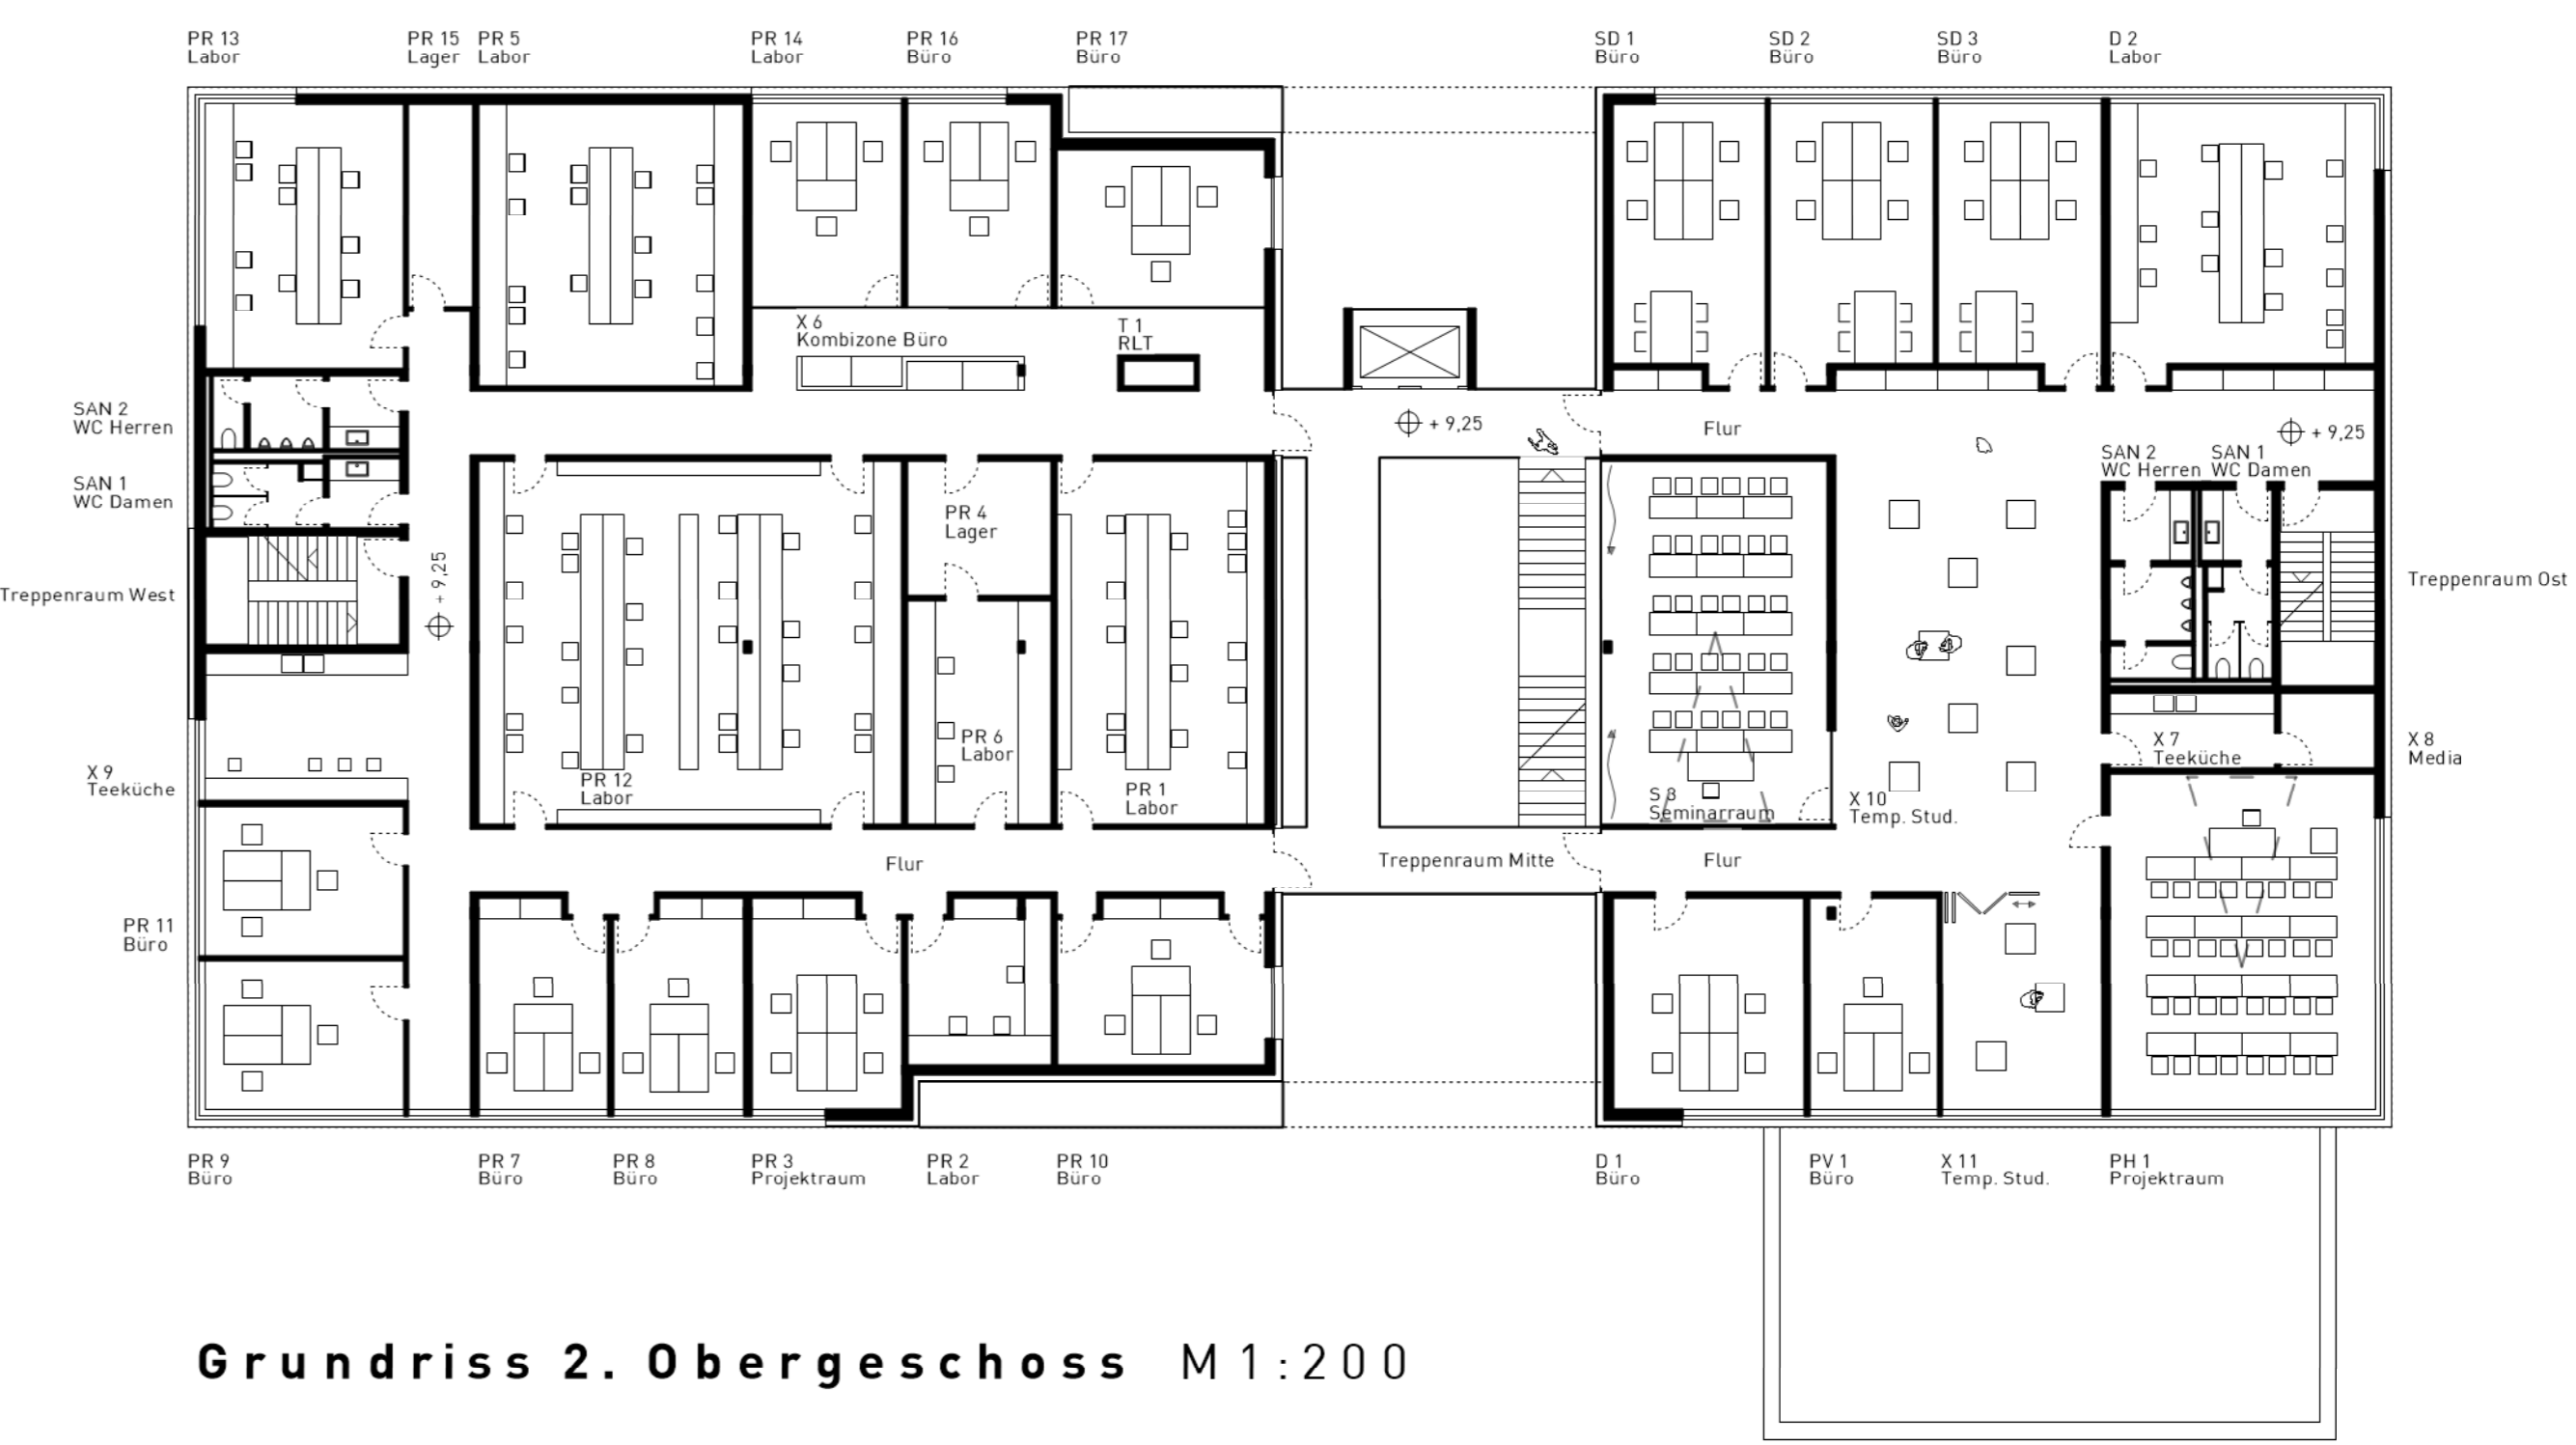 PR 13
Labor
PR 15
Lager
PR 5
Labor
PR 14
Labor
PR 16
Büro
PR 17
Büro
SD 1
Büro
SD 2
Büro
SD 3
Büro
D 2
Labor
X 6
Kombizone Büro
T 1
RLT
SAN 2
WC Herren
SAN 1
WC Damen
+ 9,25
Flur
+ 9,25
SAN 2
WC Herren
SAN 1
WC Damen
PR 4
Lager
Treppenraum West
+ 9,25
Treppenraum Ost
PR 6
Labor
X 9
Teeküche
PR 12
Labor
PR 1
Labor
S 3
Seminarraum
X 10
Temp. Stud.
X 7
Teeküche
X 8
Media
Flur
Treppenraum Mitte
Flur
PR 11
Büro
PR 9
Büro
PR 7
Büro
PR 8
Büro
PR 3
Projektraum
PR 2
Labor
PR 10
Büro
D 1
Büro
PV 1
Büro
X 11
Temp. Stud.
PH 1
Projektraum
Grundriss 2. Obergeschoss M 1:200